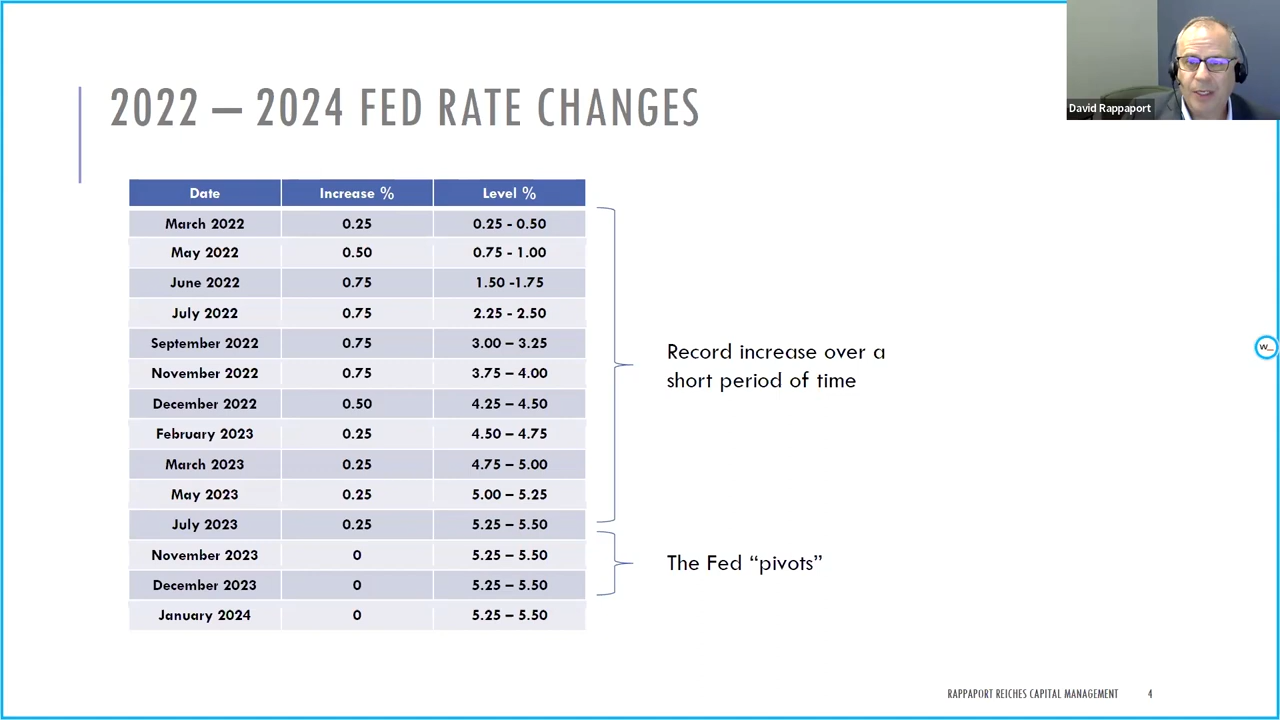 David Rappaport
2022 – 2024 FED RATE CHANGES
Date Increase % Level %
March 2022 0.25 0.25 - 0.50
May 2022 0.50 0.75 - 1.00
June 2022 0.75 1.50 -1.75
July 2022 0.75 2.25 - 2.50
September 2022 0.75 3.00 – 3.25
November 2022 0.75 3.75 – 4.00
December 2022 0.50 4.25 – 4.50
February 2023 0.25 4.50 – 4.75
March 2023 0.25 4.75 – 5.00
May 2023 0.25 5.00 – 5.25
July 2023 0.25 5.25 – 5.50
November 2023 0 5.25 – 5.50
December 2023 0 5.25 – 5.50
January 2024 0 5.25 – 5.50
Record increase over a
short period of time
The Fed “pivots”
W_
RAPPAPORT REICHES CAPITAL MANAGEMENT 4